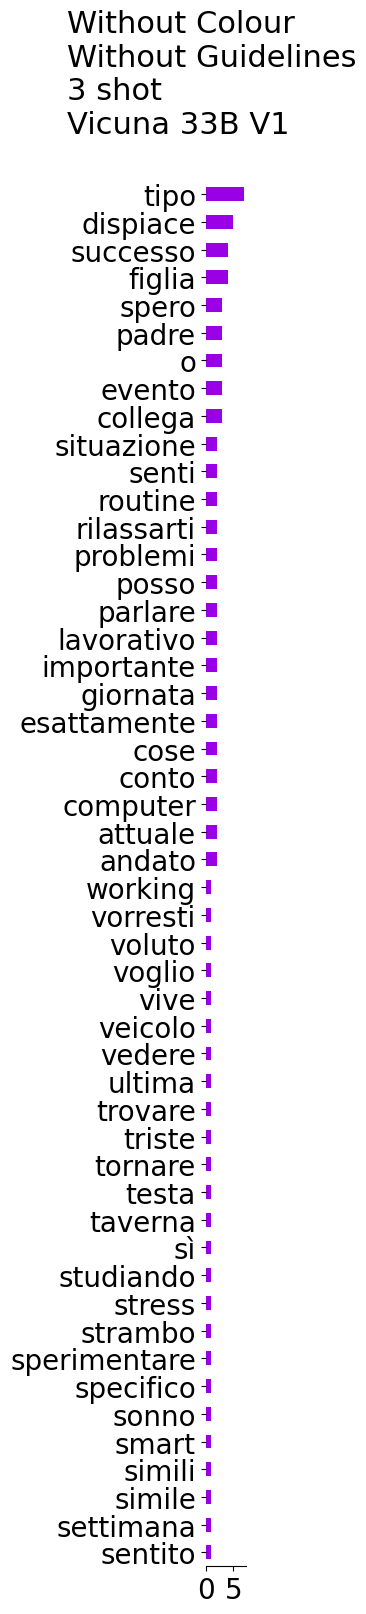 Without Colour
Without Guidelines
3 shot
Vicuna 33B V1
tipo
dispiace
successo
figlia
spero
padre
o
evento
collega
situazione
senti
routine
rilassarti
problemi
posso
parlare
lavorativo
importante
giornata
esattamente
cose
conto
computer
attuale
andato
working
vorresti
voluto
voglio
vive
veicolo
vedere
ultima
trovare
triste
tornare
testa
taverna
sì
studiando
stress
strambo
sperimentare
specifico
sonno
smart
simili
simile
settimana
sentito
0 5